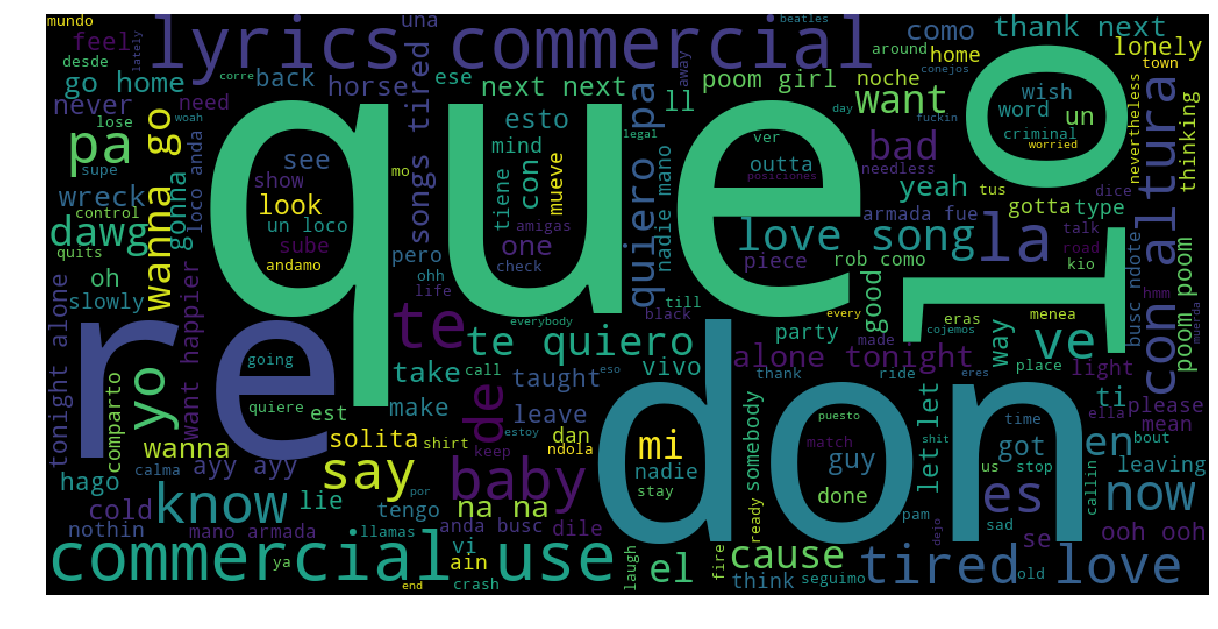 mundo
lyrics commercial
una
lately
beatles
feel
desde
go home
back
horse
ese
songs tired
next next
away
poom girl
around
como
thank next
home
lonely
town
never
need
corre
woah
lose
supe
que
lo
esto
ll
noche
want
conejos
fuckin
wish
word
un
criminal
worried
nevertheless
thinking
con altura
pa
wanna go
gonna
loco anda
see
show
look
un loco
sube
andamo
mo
mind
con
tiene
mueve
amigas
legal
quiero pa
nadie mano
ver
outta
posiciones
day
bad
needless
yeah
tus
dice
wreck
control
dawg
quits
oh
slowly
pero
one
check
ohh
life
love song
piece
rob como
armada fue
la
gotta
type
talk
road
kio
hmm
busc ndote
poom poom
muerda
re
te
te quiero
everybody
black
till
party
good
every
made
cojemos
eras
menea
way
ve
place
light
tonight alone
yo
want happier
going
take
call
taught
eso
vivo
alone tonight
thank
ride
eres
ti
ella
please
mean
comparto
quiere
est
make
estoy
de
leave
don
puesto
let let
en
got
time
bout
wanna
solita
shirt
dan
ndola
mi
nadie
match
guy
somebody
us
stop
leaving
calma
ayy ayy
say
keep
baby
stay
done
es
callin
now
hago
know
lie
por
tengo
na na
shit
sad
cold
nothin
mano armada
llamas
anda busc
dile
ready
pam
dejo
se
ooh ooh
commercial use
ya
vi
ain
crash
end
laugh
el
fire
cause
think
seguimo
tired love
old